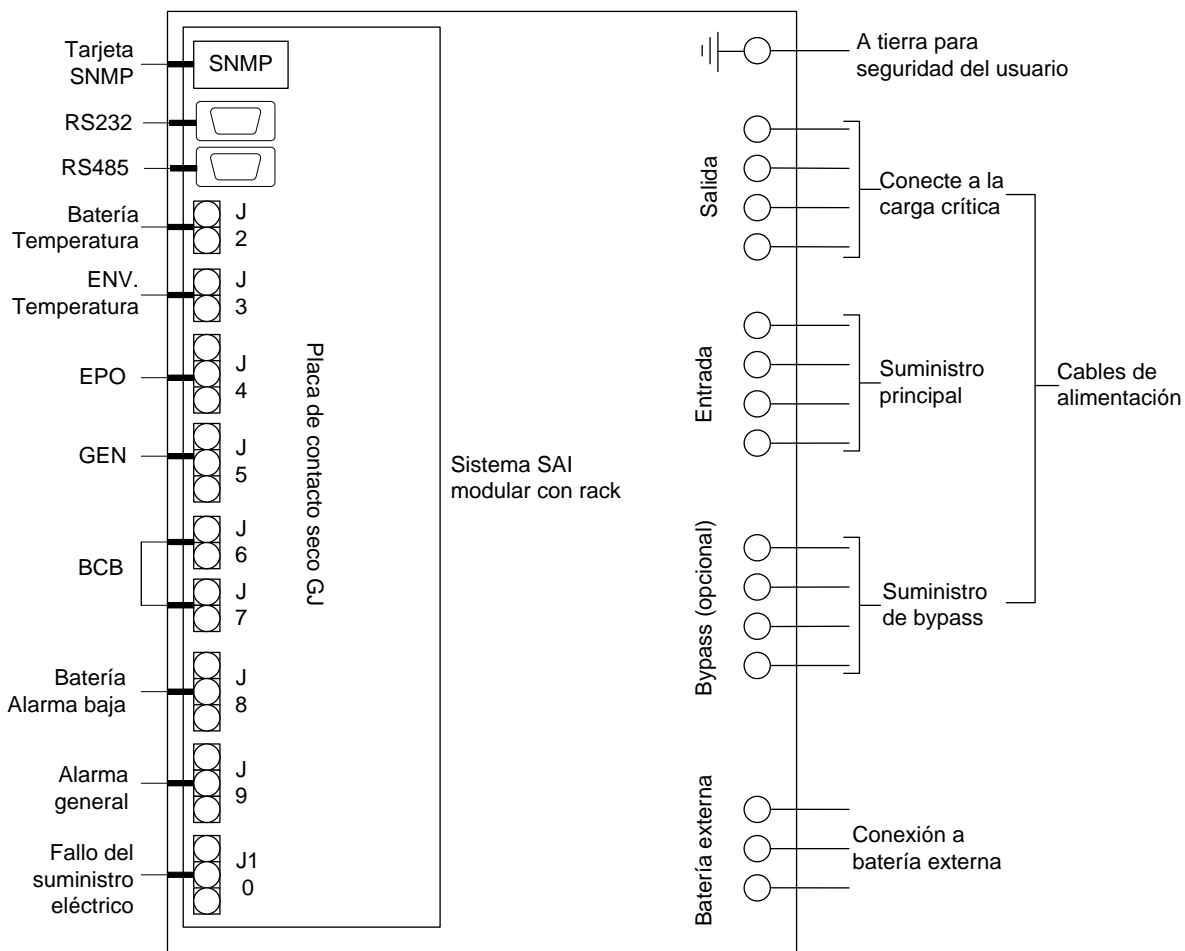 Tarjeta
SNMP
SNMP
RS232
RS485
Batería
Temperatura
J
2
ENV.
Temperatura
J
3
EPO
J
4
GEN
J
5
BCB
J
6
J
7
Batería
Alarma baja
J
8
Alarma
general
J
9
Fallo del
suministro
eléctrico
J1
0
Placa de contacto seco GJ
Sistema SAI
modular con rack
A tierra para
seguridad del usuario
Salida
Conecte a la
carga crítica
Entrada
Suministro
principal
Cables de
alimentación
Bypass (opcional)
Suministro
de bypass
Batería externa
Conexión a
batería externa